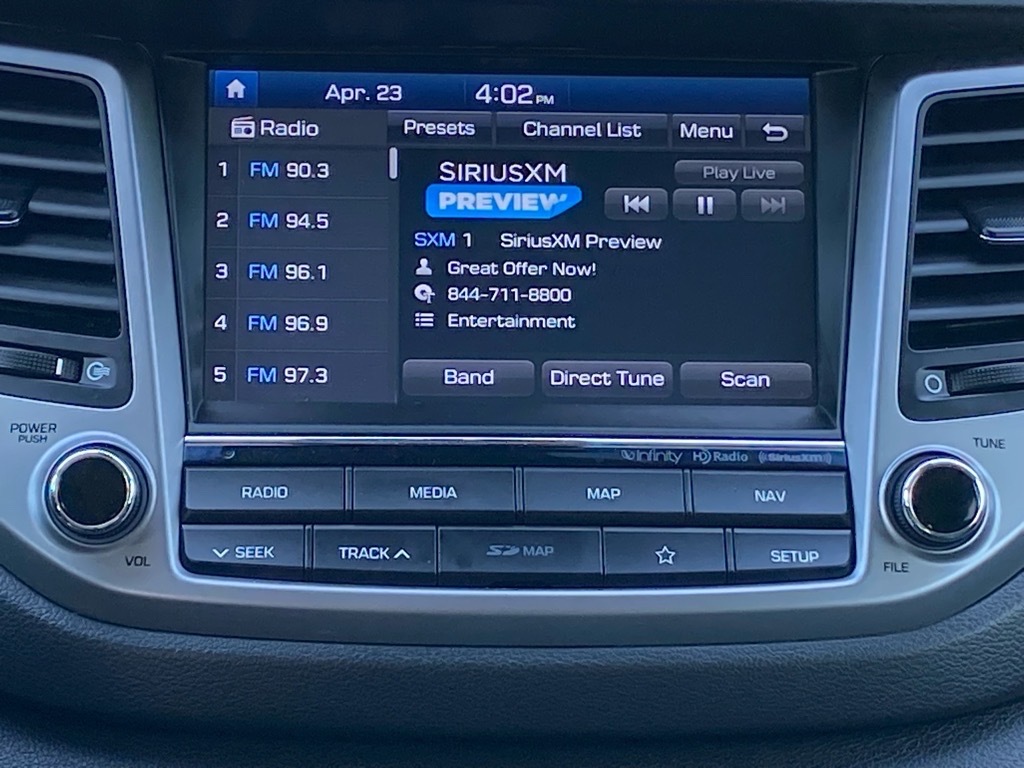 Apr. 23 4:02 PM
Radio Presets Channel List Menu
1 FM 90.3
2 FM 94.5
3 FM 96.1
4 FM 96.9
5 FM 97.3
SIRIUSXM
PREVIEW
Play Live
SXM 1 SiriusXM Preview
Great Offer Now!
844-711-8800
Entertainment
Band Direct Tune Scan
POWER
PUSH
VOL
TUNE
FILE
Infinity HD Radio ((SiriusXM))
RADIO MEDIA MAP NAV
SEEK TRACK SD MAP SETUP